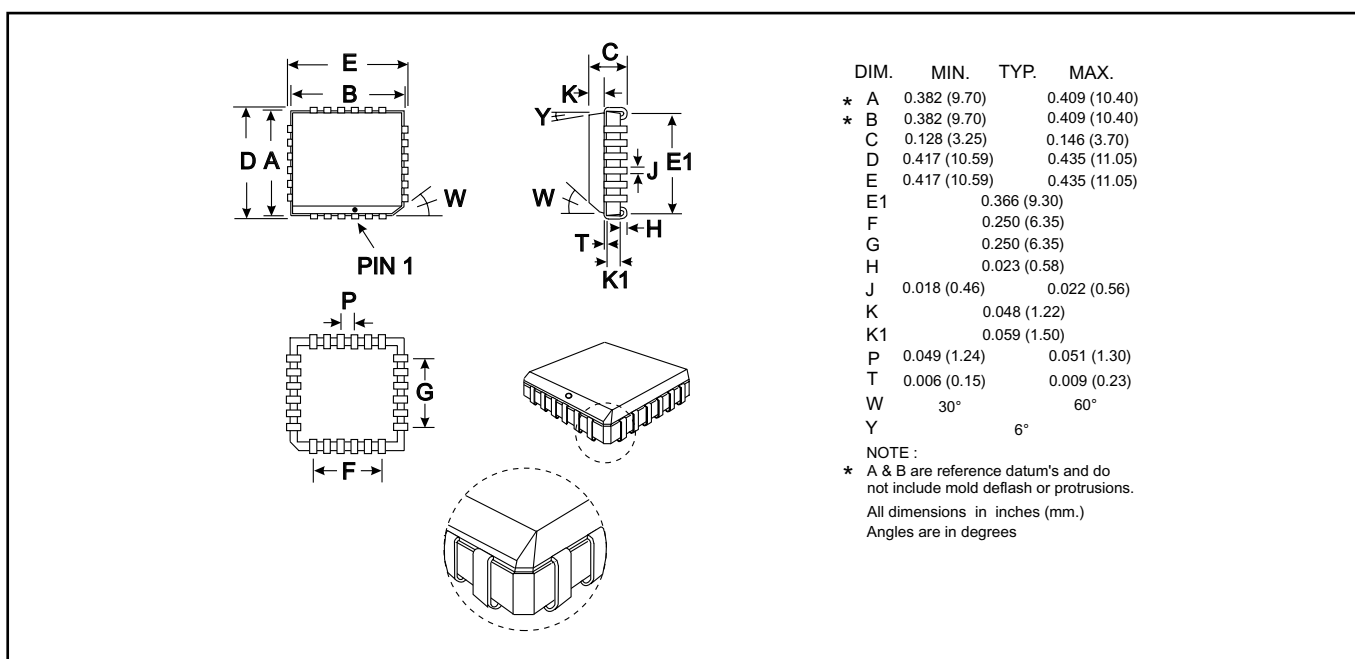 E
B
D A
W
PIN 1
C
K
Y
J E1
W
H
T
K1
P
G
F
DIM. MIN. TYP. MAX.
* A 0.382 (9.70) 0.409 (10.40)
* B 0.382 (9.70) 0.409 (10.40)
C 0.128 (3.25) 0.146 (3.70)
D 0.417 (10.59) 0.435 (11.05)
E 0.417 (10.59) 0.435 (11.05)
E1 0.366 (9.30)
F 0.250 (6.35)
G 0.250 (6.35)
H 0.023 (0.58)
J 0.018 (0.46) 0.022 (0.56)
K 0.048 (1.22)
K1 0.059 (1.50)
P 0.049 (1.24) 0.051 (1.30)
T 0.006 (0.15) 0.009 (0.23)
W 30° 60°
Y 6°
NOTE :
* A & B are reference datum's and do
not include mold deflash or protrusions.
All dimensions in inches (mm.)
Angles are in degrees